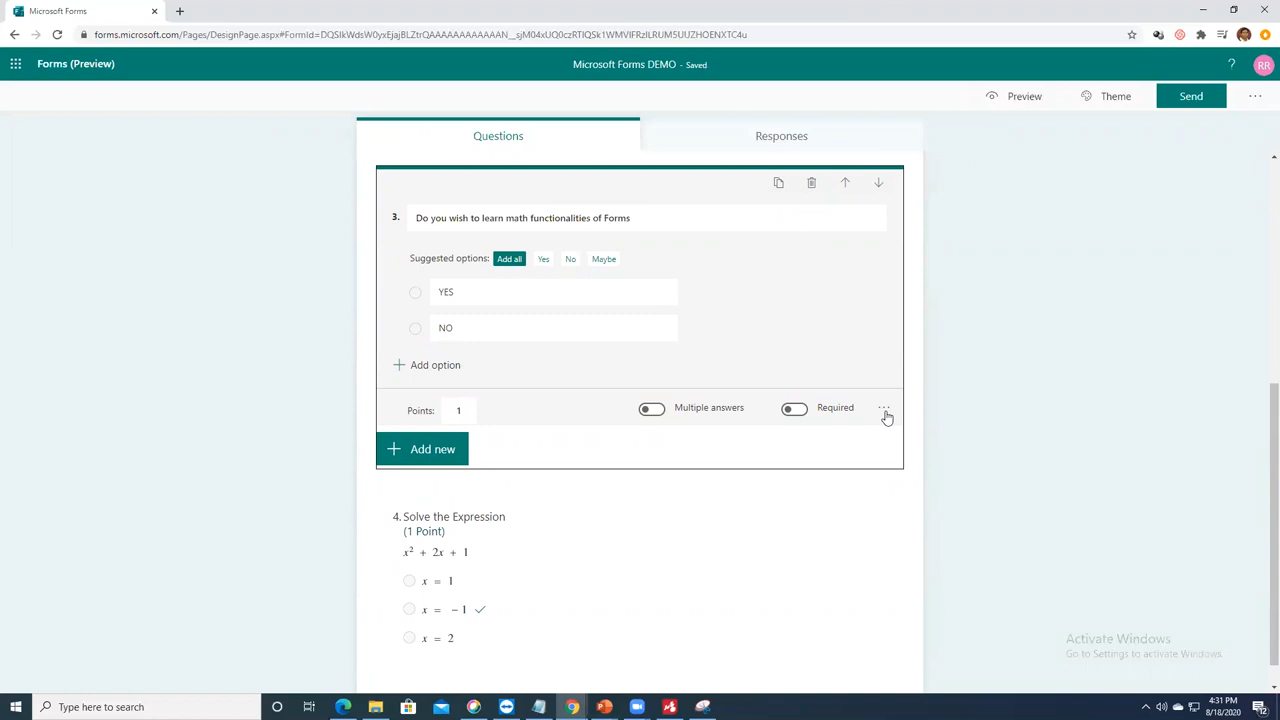 Microsoft Forms
forms.microsoft.com/Pages/DesignPage.aspx#FormId=DQSIkWdsW0yxEjajBLZtrQAAAAAAAAAAAAN__sjM04xUQ0czRTlQSk1WMVlFRzlLRUM5UUZHOENXTC4u
Forms (Preview)
Microsoft Forms DEMO - Saved
?
RR
Preview
Theme
Send
Questions
Responses
3.
Do you wish to learn math functionalities of Forms
Suggested options: Add all Yes No Maybe
YES
NO
Add option
Points: 1
Multiple answers
Required
Add new
4. Solve the Expression
(1 Point)
x² + 2x + 1
x = 1
x = − 1
x = 2
Activate Windows
Go to Settings to activate Windows.
Type here to search
4:31 PM
8/18/2020
12